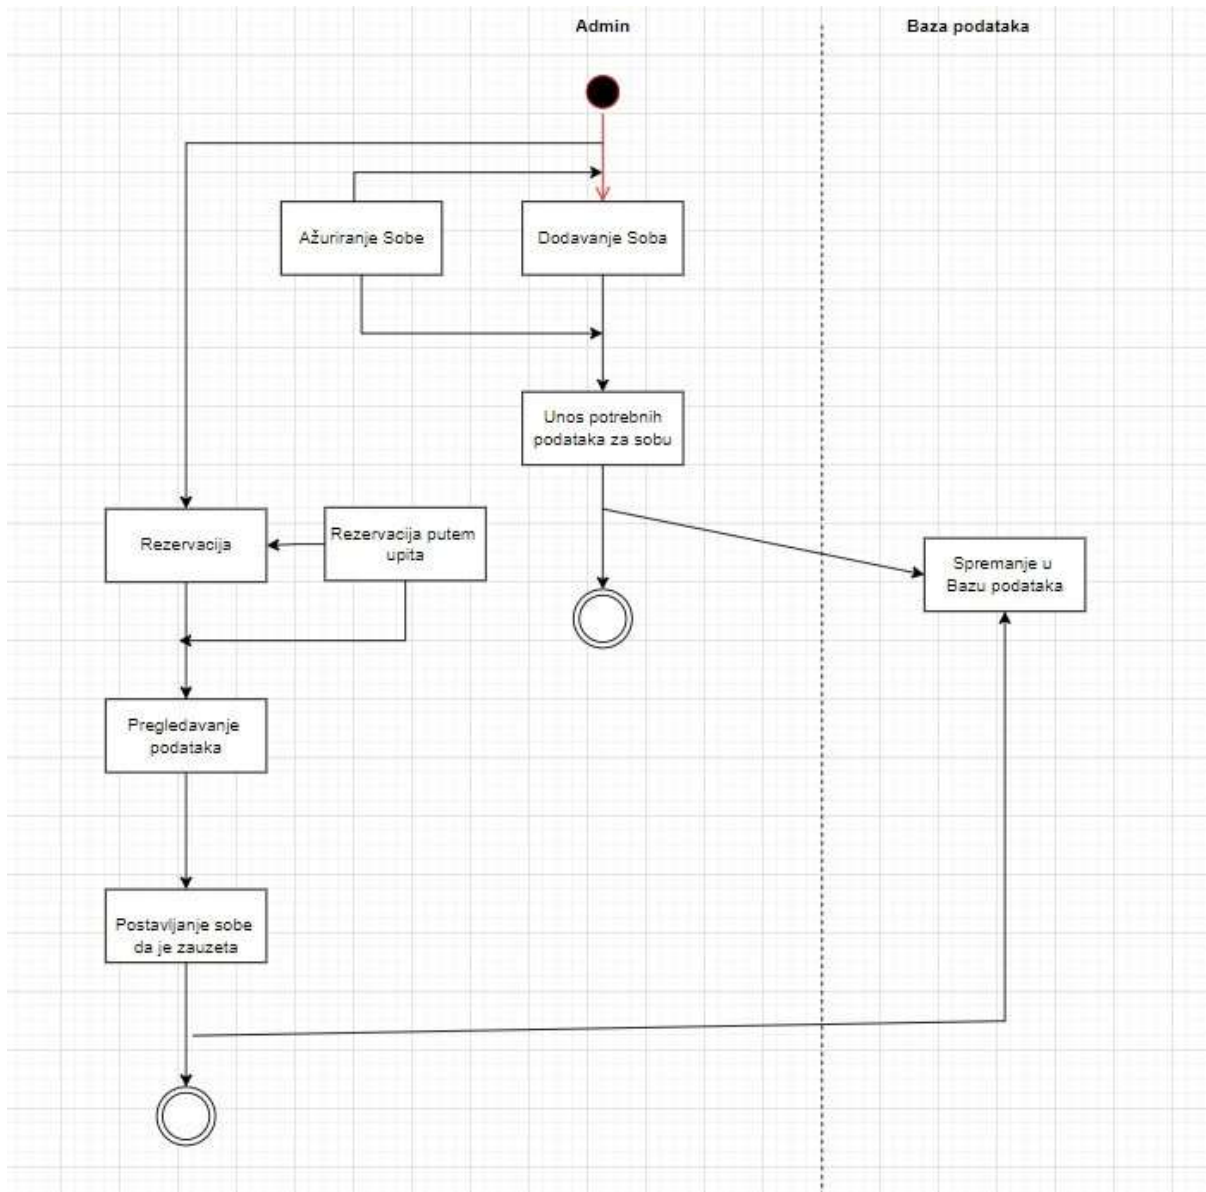 Admin
Baza podataka
Ažuriranje Sobe
Dodavanje Soba
Unos potrebnih
podataka za sobu
Rezervacija
Rezervacija putem
upita
Spremanje u
Bazu podataka
Pregledavanje
podataka
Postavljanje sobe
da je zauzeta